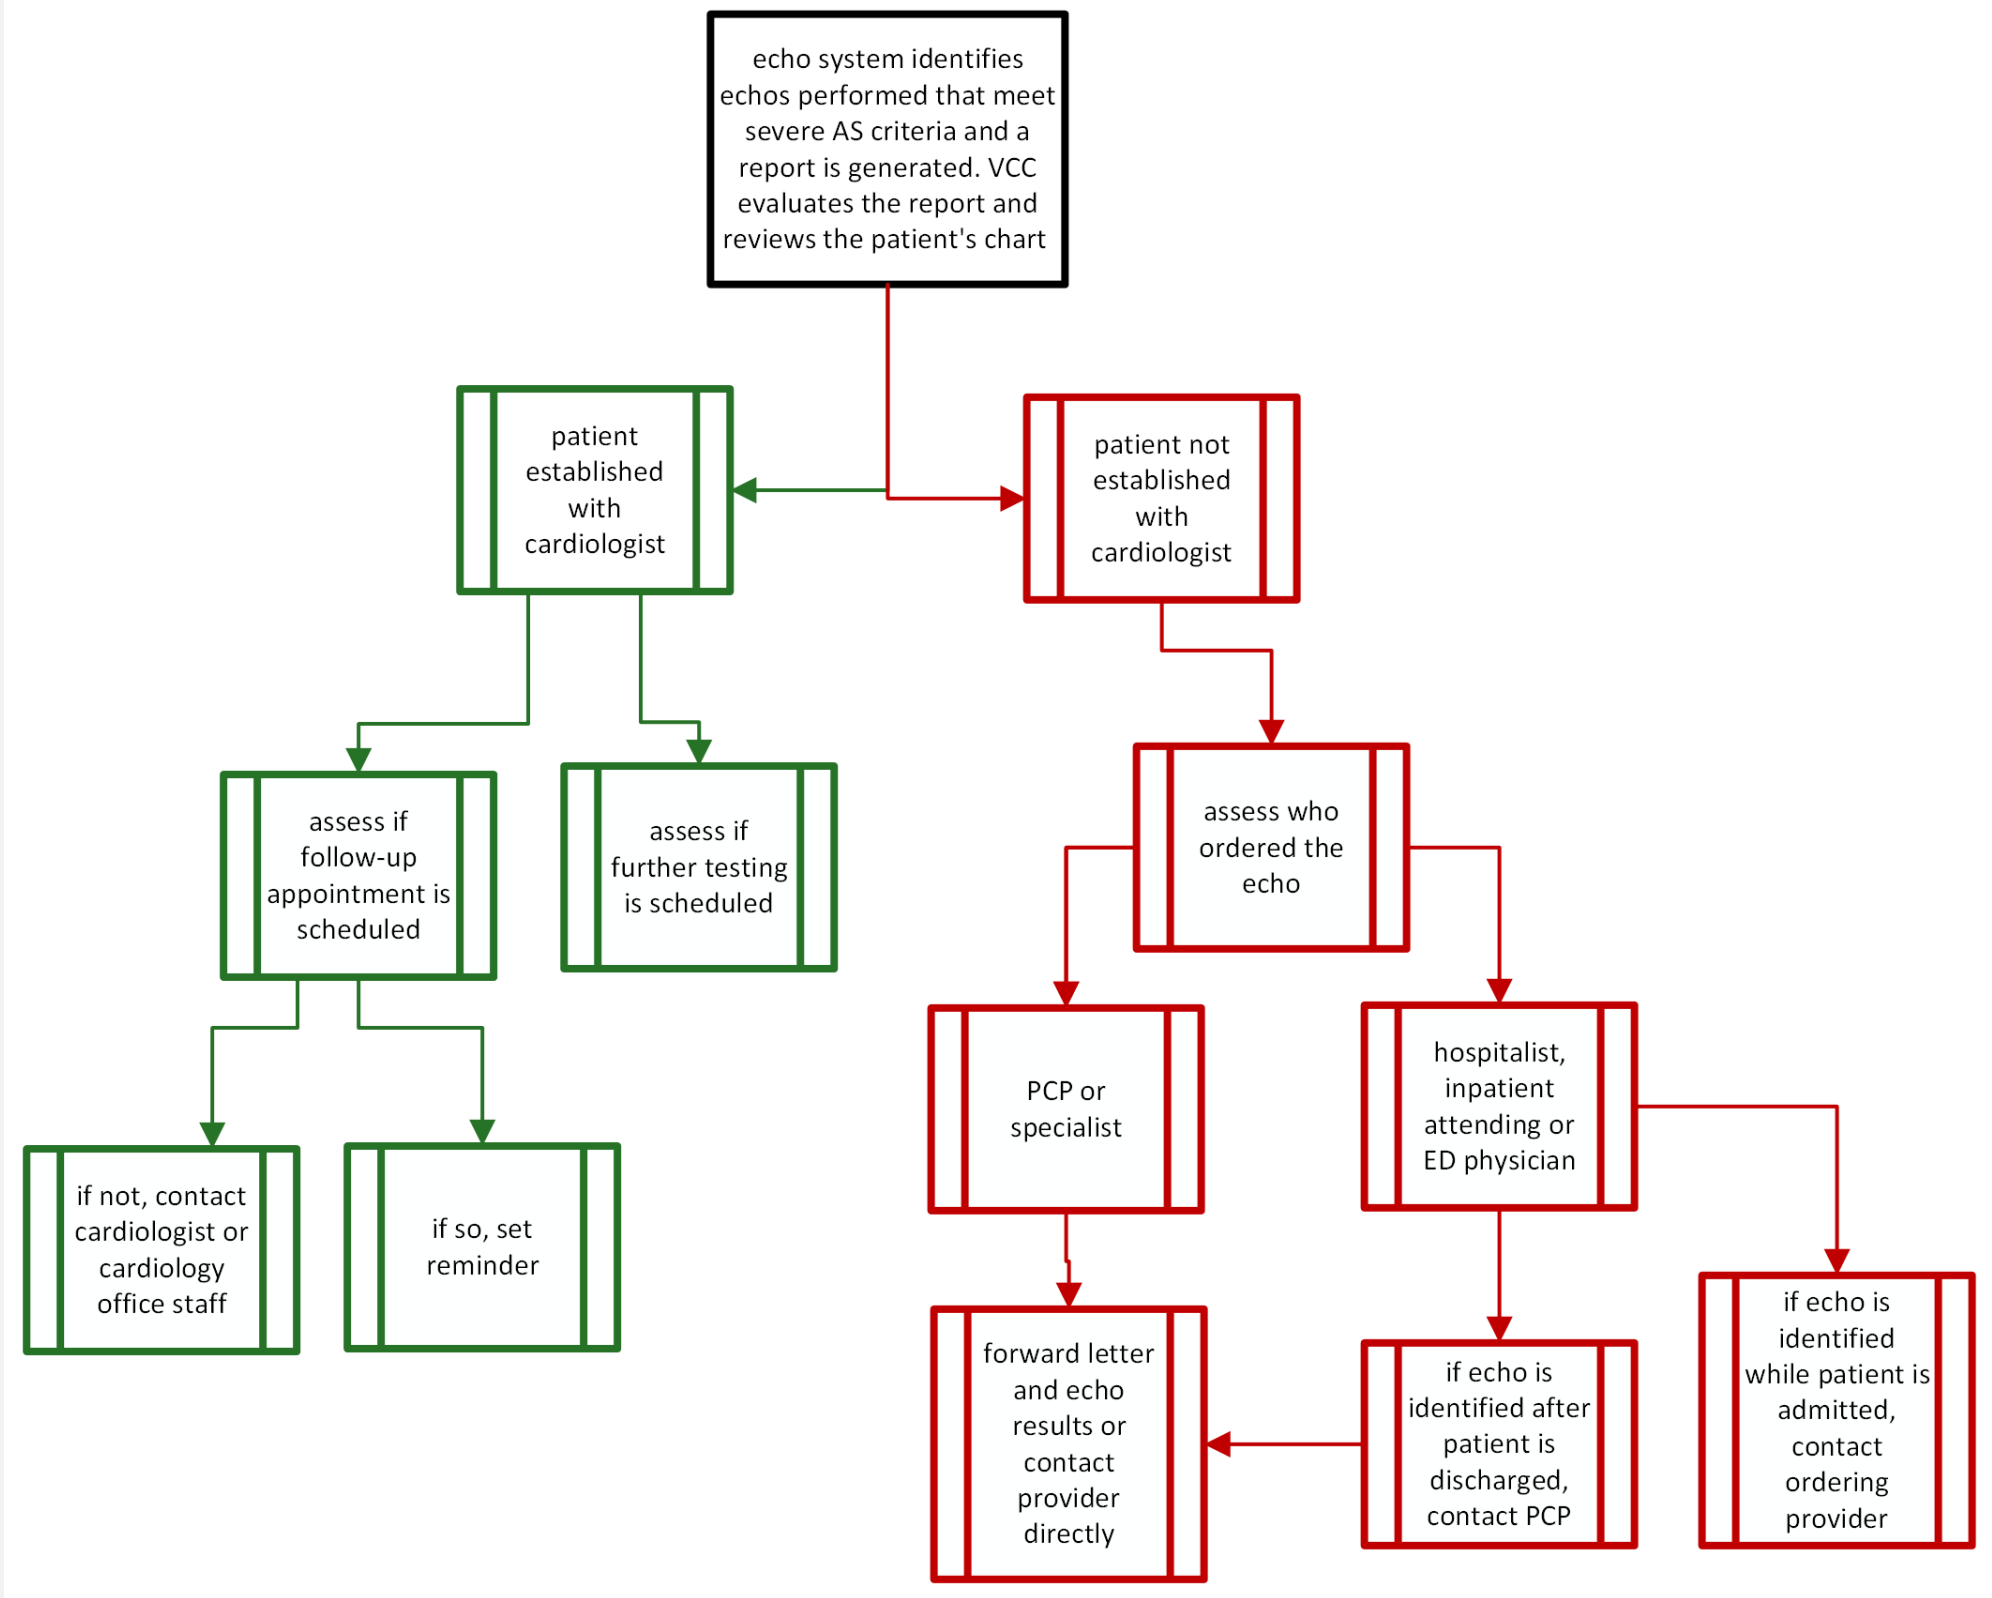 echo system identifies
echos performed that meet
severe AS criteria and a
report is generated. VCC
evaluates the report and
reviews the patient's chart
patient
established
with
cardiologist
patient not
established
with
cardiologist
assess if
follow-up
appointment is
scheduled
assess if
further testing
is scheduled
assess who
ordered the
echo
PCP or
specialist
hospitalist,
inpatient
attending or
ED physician
if not, contact
cardiologist or
cardiology
office staff
if so, set
reminder
forward letter
and echo
results or
contact
provider
directly
if echo is
identified after
patient is
discharged,
contact PCP
if echo is
identified
while patient is
admitted,
contact
ordering
provider